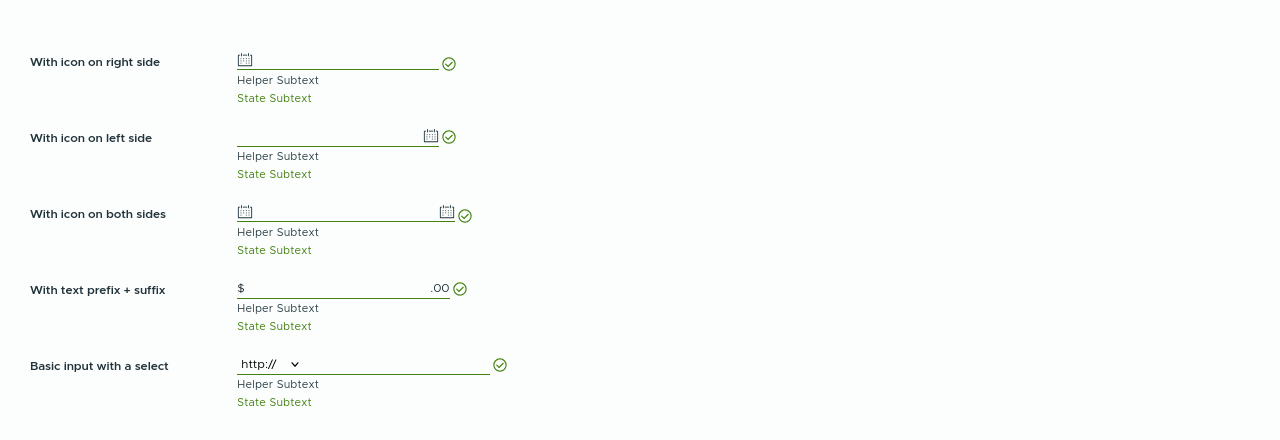 With icon on right side
Helper Subtext
State Subtext
With icon on left side
Helper Subtext
State Subtext
With icon on both sides
Helper Subtext
State Subtext
With text prefix + suffix $ .00
Helper Subtext
State Subtext
Basic input with a select http://
Helper Subtext
State Subtext